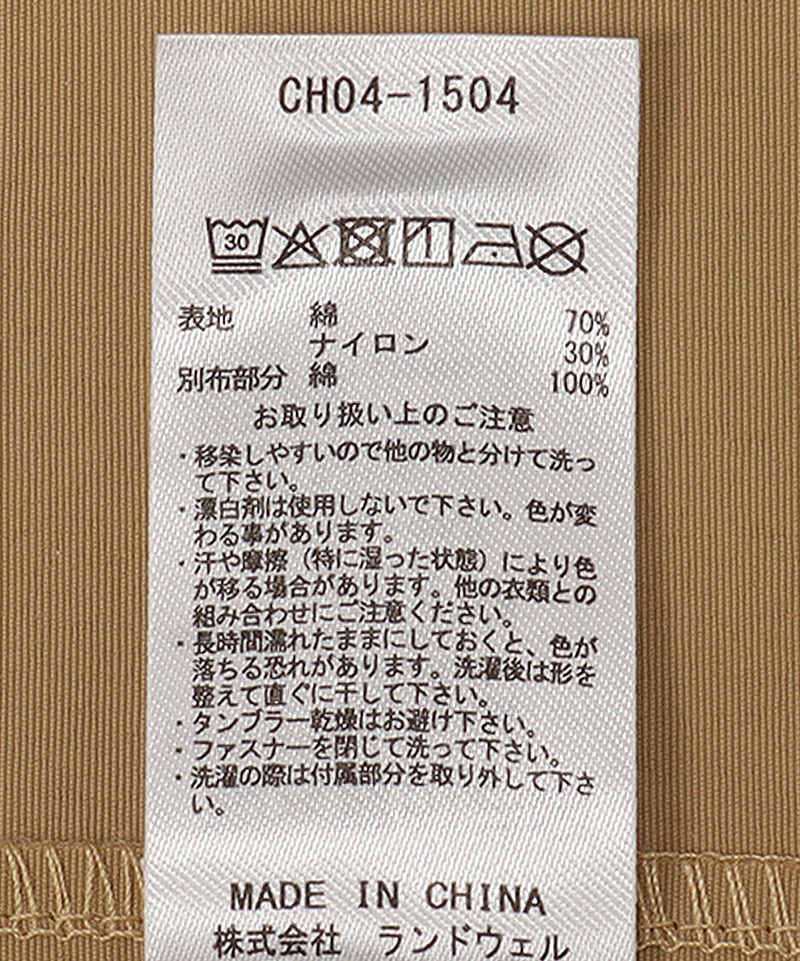 CH04-1504
30
表地 綿 70%
ナイロン 30%
別布部分 綿 100%
お取り扱い上のご注意
・移染しやすいので他の物と分けて洗っ
て下さい。
・漂白剤は使用しないで下さい。色が変
わる事があります。
・汗や摩擦（特に湿った状態）により色
が移る場合があります。他の衣類との
組み合わせにご注意ください。
・長時間濡れたままにしておくと、色が
落ちる恐れがあります。洗濯後は形を
整えて直ぐに干して下さい。
・タンブラー乾燥はお避け下さい。
・ファスナーを閉じて洗って下さい。
・洗濯の際は付属部分を取り外して下さ
い。
MADE IN CHINA
株式会社 ランドウェル